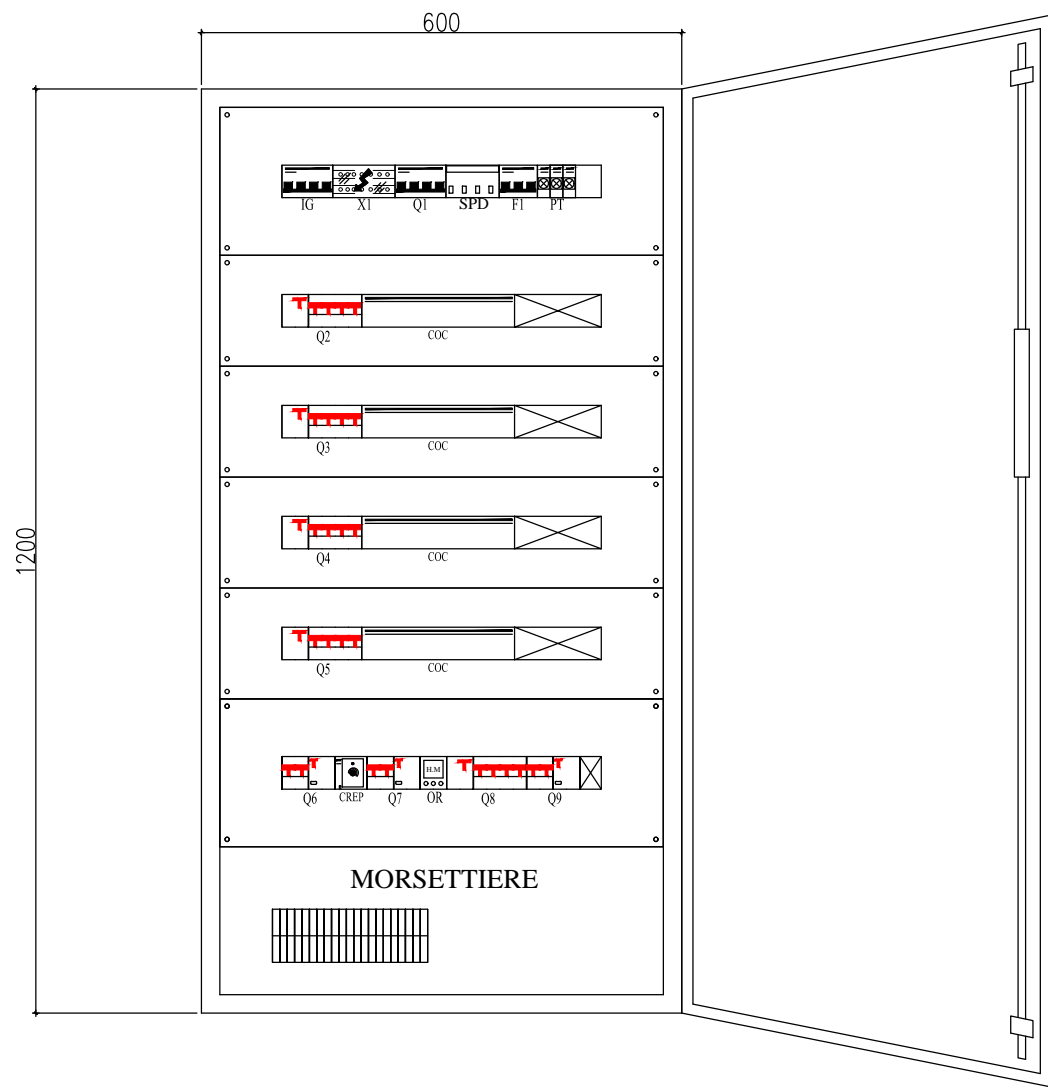 600
1200
IG X1 Q1 SPD F1 PT
Q2 COC
Q3 COC
Q4 COC
Q5 COC
H.M
Q6 CREP Q7 OR Q8 Q9
MORSETTIERE